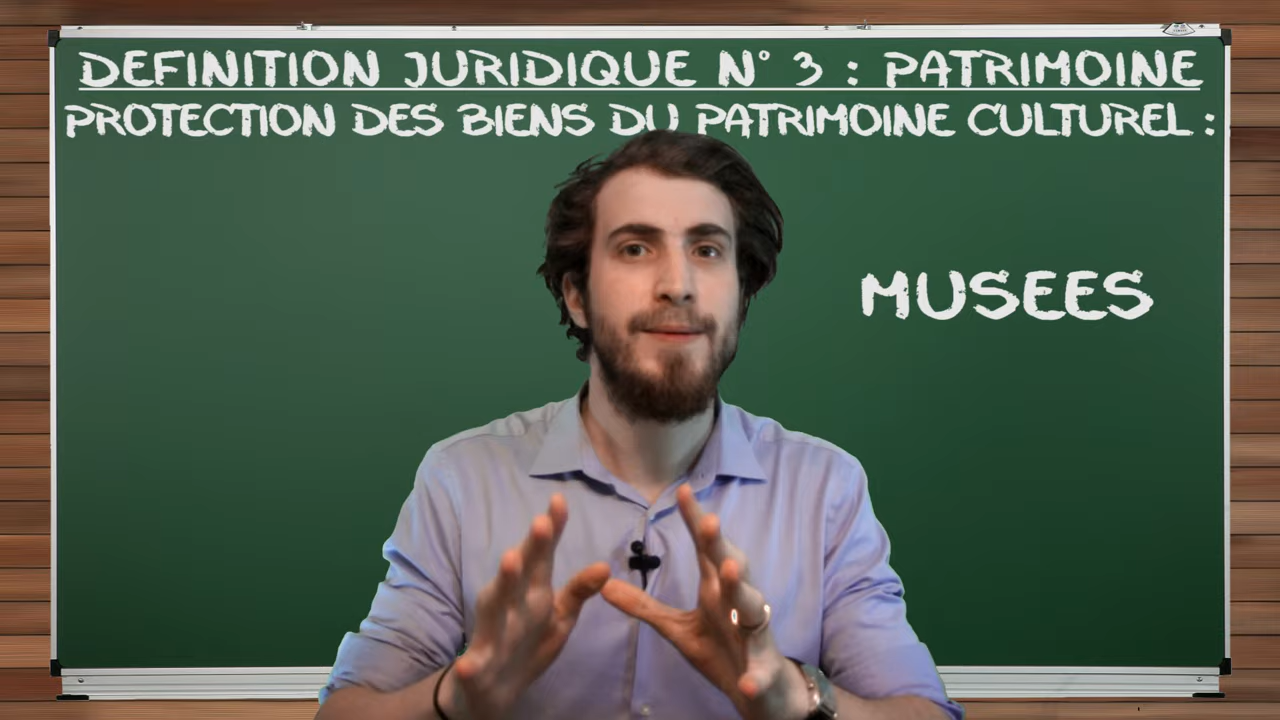 DEFINITION JURIDIQUE N° 3 : PATRIMOINE
PROTECTION DES BIENS DU PATRIMOINE CULTUREL :
MUSEES